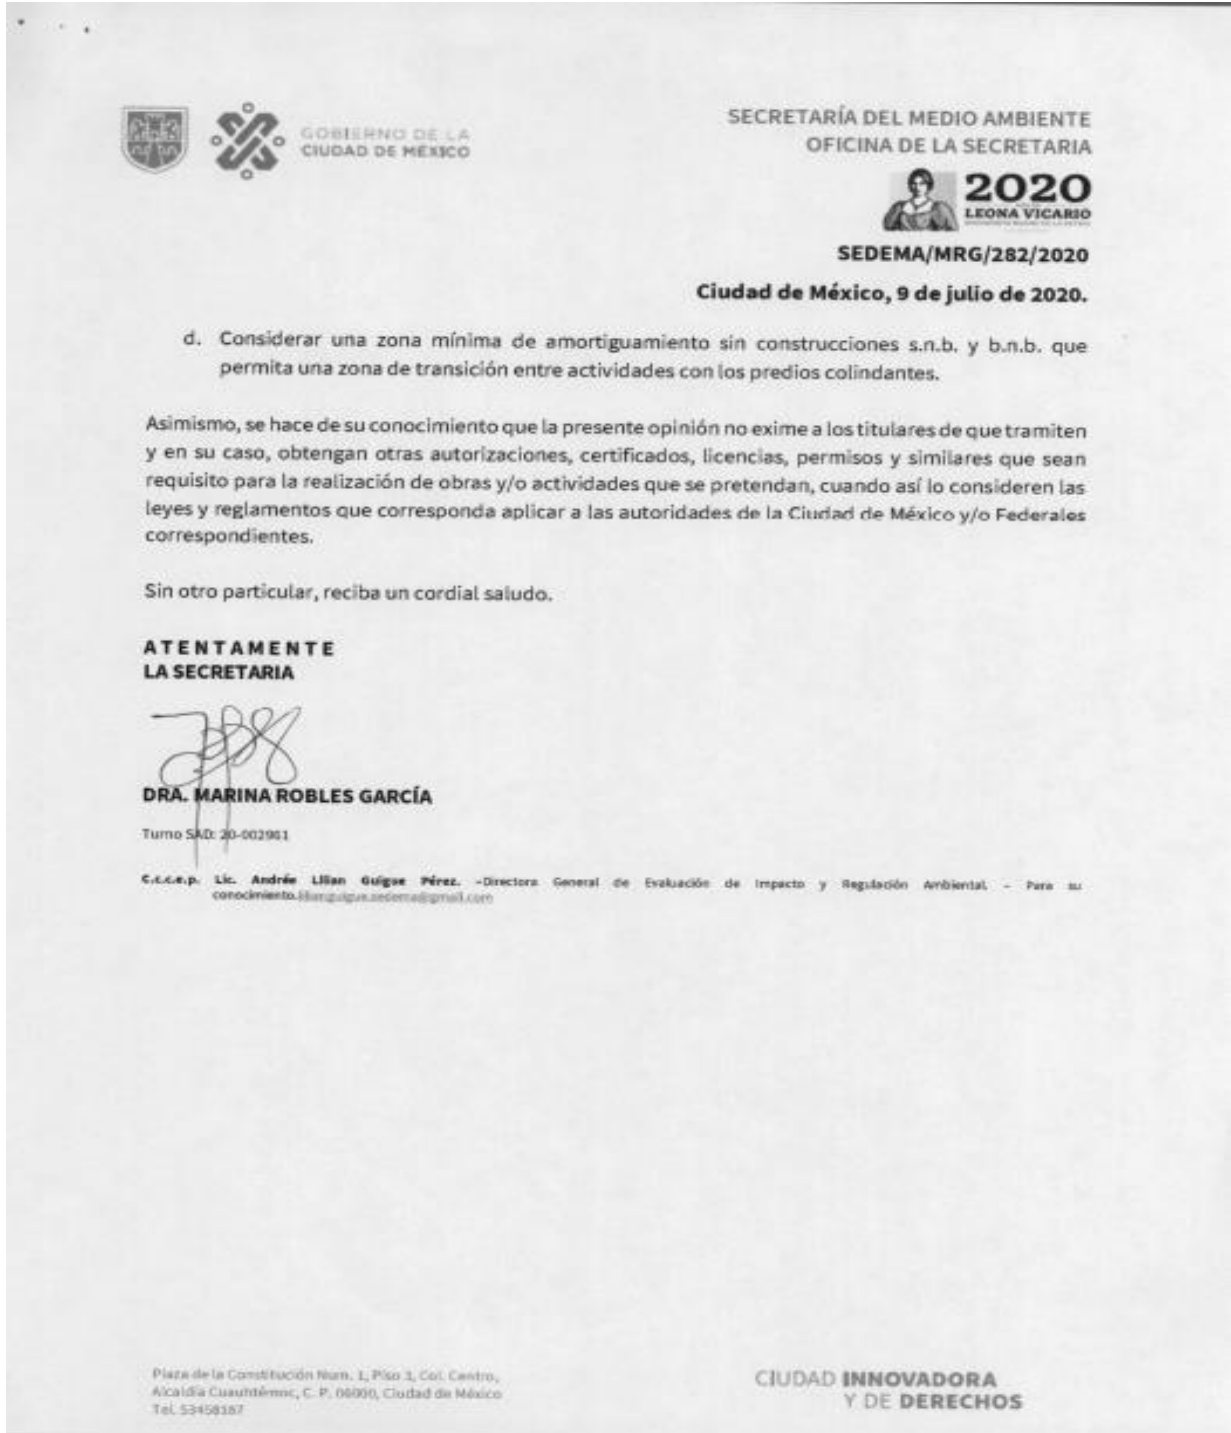 GOBIERNO DE LA
CIUDAD DE MÉXICO
SECRETARÍA DEL MEDIO AMBIENTE
OFICINA DE LA SECRETARIA
2020
LEONA VICARIO
SEDEMA/MRG/282/2020
Ciudad de México, 9 de julio de 2020.
d. Considerar una zona mínima de amortiguamiento sin construcciones s.n.b. y b.n.b. que
permita una zona de transición entre actividades con los predios colindantes.
Asimismo, se hace de su conocimiento que la presente opinión no exime a los titulares de que tramiten
y en su caso, obtengan otras autorizaciones, certificados, licencias, permisos y similares que sean
requisito para la realización de obras y/o actividades que se pretendan, cuando así lo consideren las
leyes y reglamentos que corresponda aplicar a las autoridades de la Ciudad de México y/o Federales
correspondientes.
Sin otro particular, reciba un cordial saludo.
ATENTAMENTE
LA SECRETARIA
DRA. MARINA ROBLES GARCÍA
Turno SAD: 20-002961
C.c.c.e.p. Lic. Andrée Lilian Guigue Pérez. -Directora General de Evaluación de Impacto y Regulación Ambiental. - Para su
conocimiento. lilianguigue.sedema@gmail.com
Plaza de la Constitución Num. 1, Piso 3, Col. Centro,
Alcaldía Cuauhtémoc, C. P. 06000, Ciudad de México
Tel. 53458187
CIUDAD INNOVADORA
Y DE DERECHOS